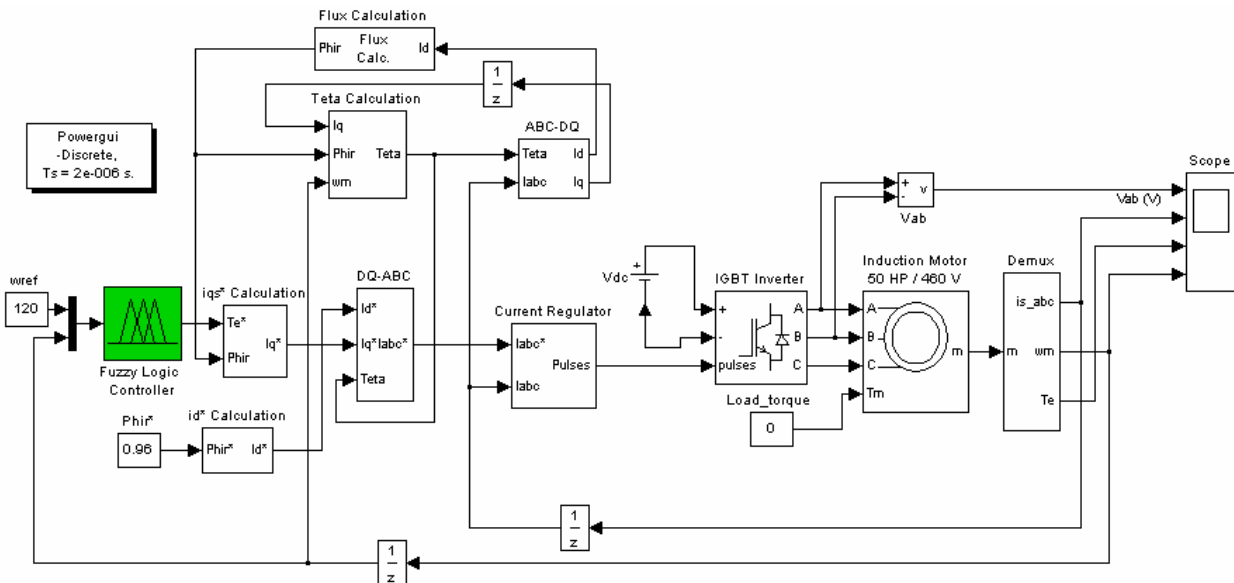 Flux Calculation
Phir
Flux
Calc.
Id
1
z
Teta Calculation
Iq
Phir
wm
Teta
ABC-DQ
Teta
Iabc
Id
Iq
Powergui
-Discrete,
Ts = 2e-006 s.
Scope
+
-
v
Vab
Vab (V)
wref
120
Fuzzy Logic
Controller
iqs* Calculation
Te*
Phir
Iq*
DQ-ABC
Id*
Iq*
Iabc*
Teta
Current Regulator
Iabc*
Iabc
Pulses
Vdc
+
IGBT Inverter
+
-
pulses
A
B
C
Induction Motor
50 HP / 460 V
A
B
C
Tm
m
Demux
m
is_abc
wm
Te
Load_torque
0
Phir*
0.96
id* Calculation
Phir*
Id*
1
z
1
z